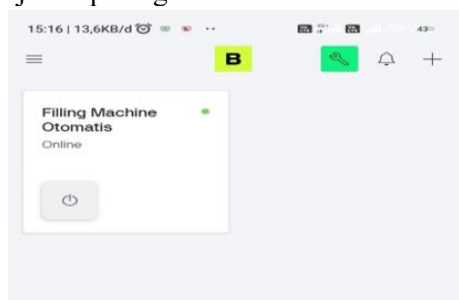 15:16 | 13,6KB/d
43
B
Filling Machine
Otomatis
Online